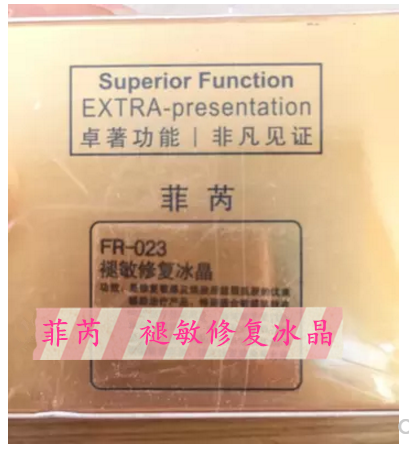 Superior Function
EXTRA-presentation
卓著功能 | 非凡见证
菲 芮
FR-023
褪敏修复冰晶
菲芮 褪敏修复冰晶